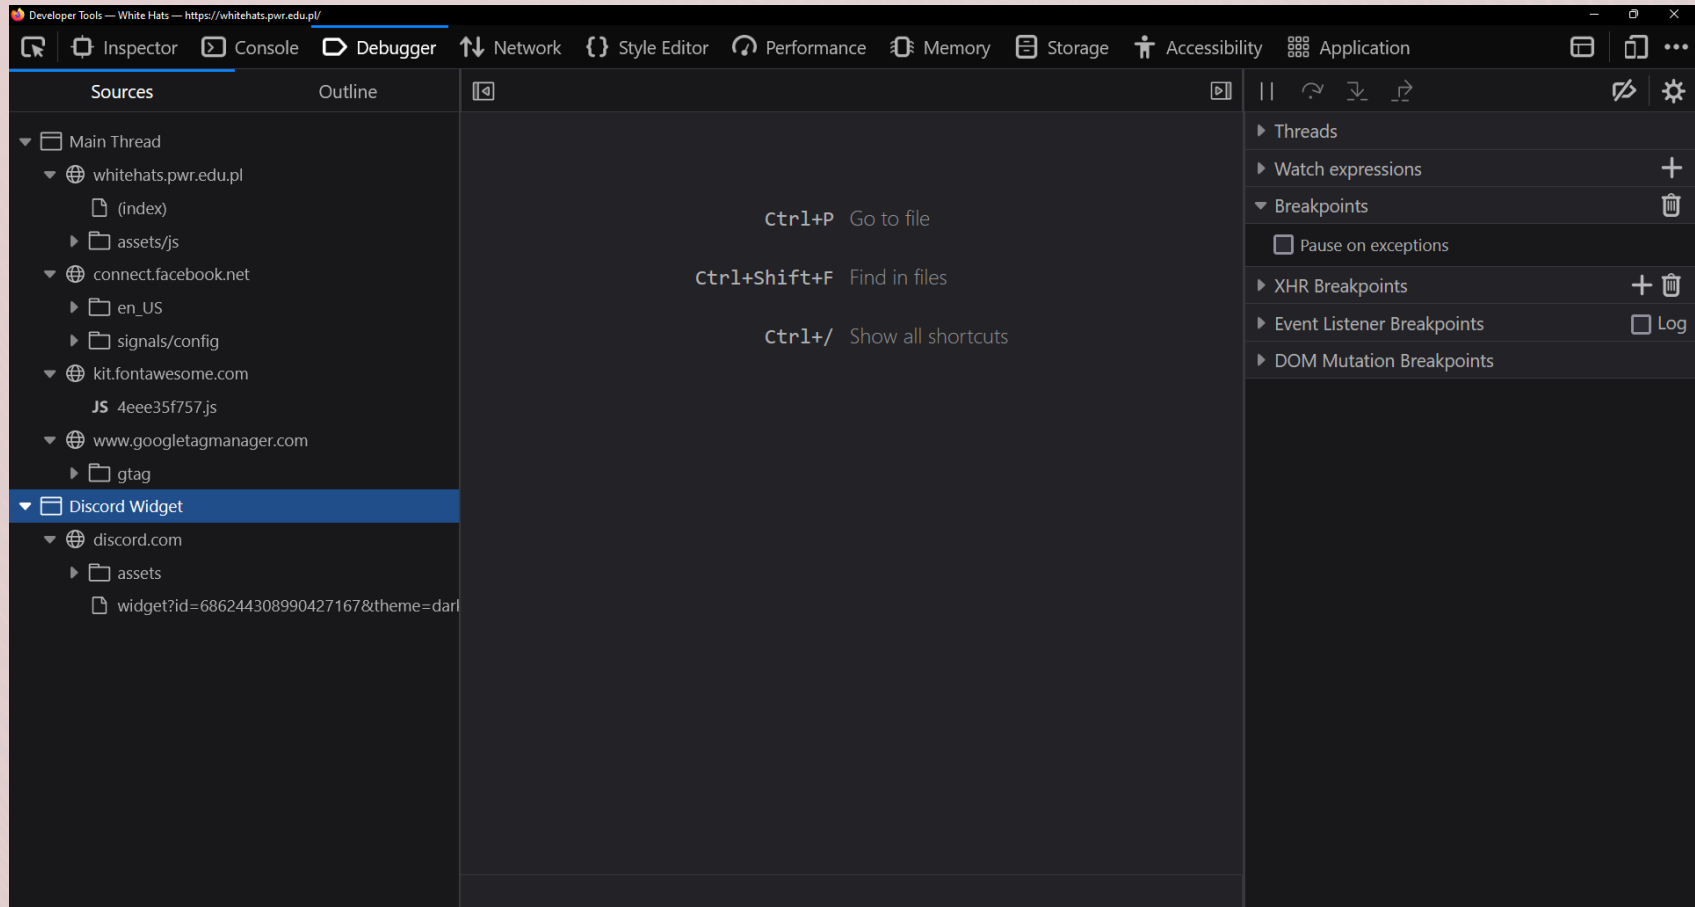 Developer Tools — White Hats — https://whitehats.pwr.edu.pl/
Inspector Console Debugger Network Style Editor Performance Memory Storage Accessibility Application
Sources Outline
Main Thread
whitehats.pwr.edu.pl
(index)
assets/js
connect.facebook.net
en_US
signals/config
kit.fontawesome.com
JS 4eee35f757.js
www.googletagmanager.com
gtag
Discord Widget
discord.com
assets
widget?id=686244308990427167&theme=darl
Ctrl+P Go to file
Ctrl+Shift+F Find in files
Ctrl+/ Show all shortcuts
Threads
Watch expressions
Breakpoints
Pause on exceptions
XHR Breakpoints
Event Listener Breakpoints Log
DOM Mutation Breakpoints